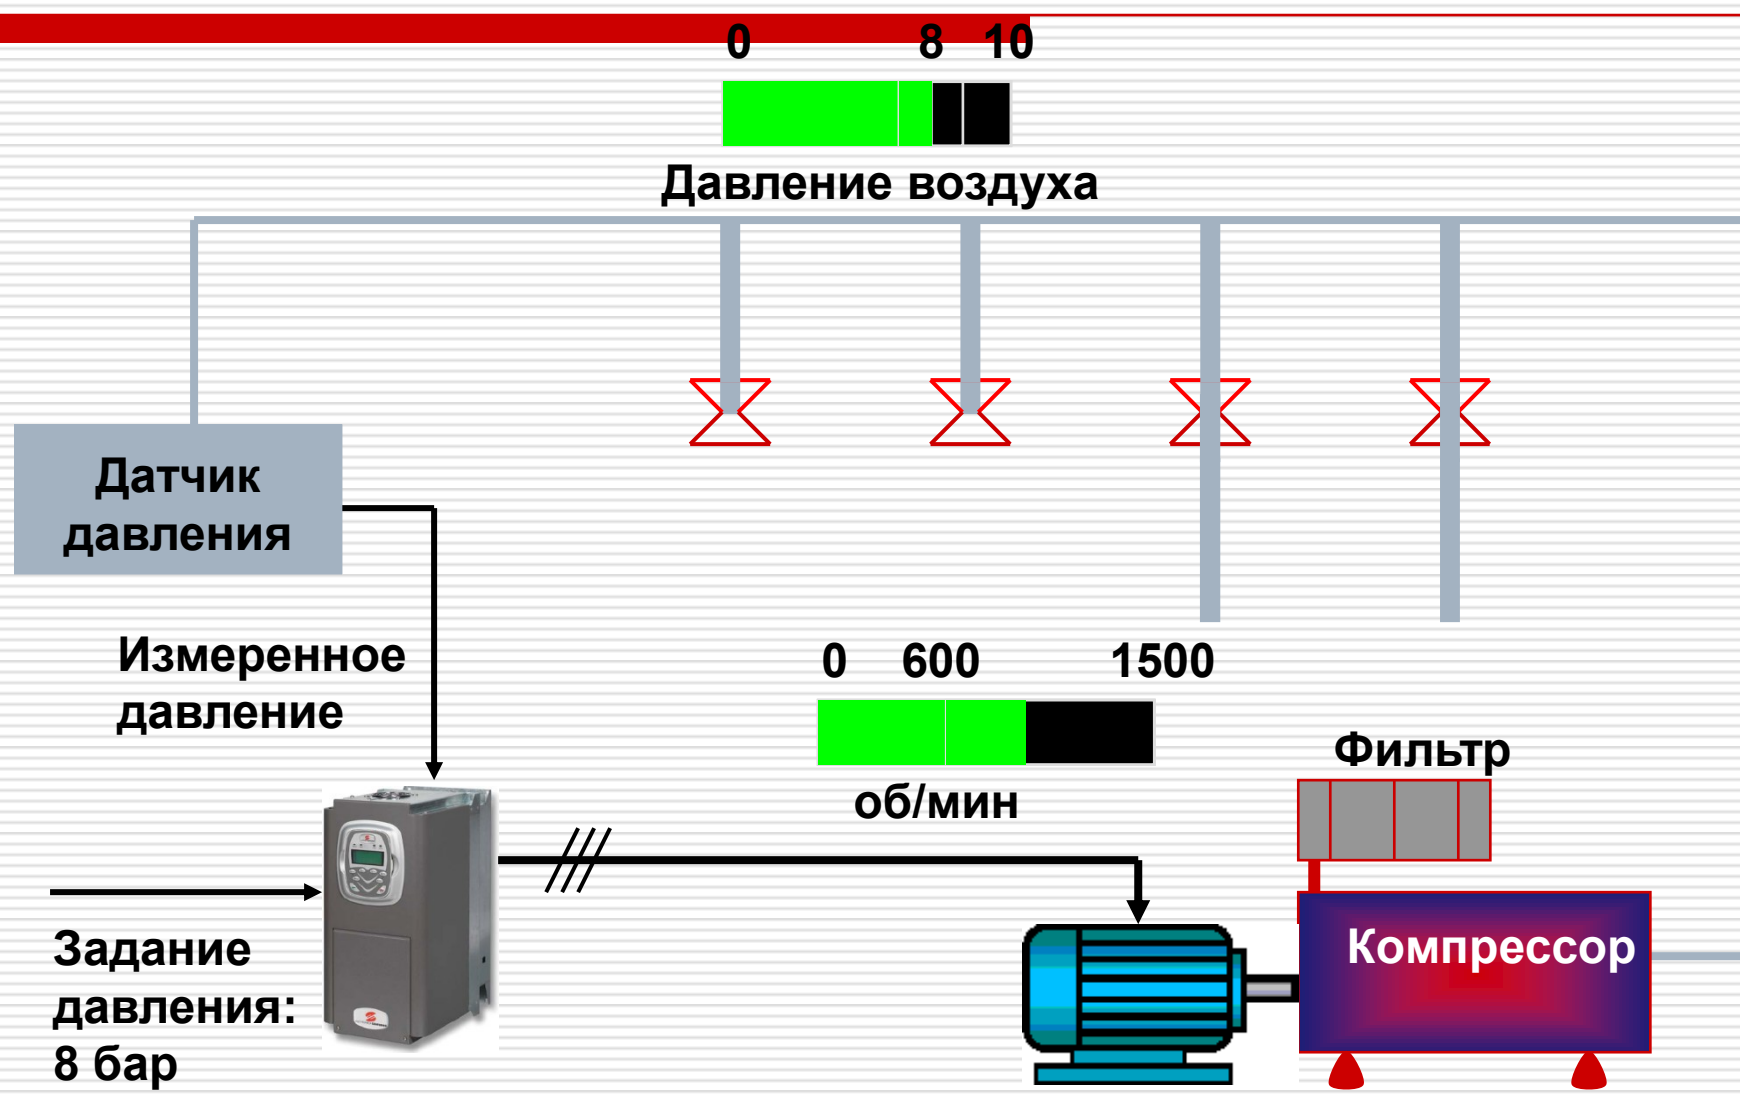 0 8 10
Давление воздуха
Датчик
давления
Измеренное
давление
0 600 1500
об/мин
Фильтр
Компрессор
Задание
давления:
8 бар